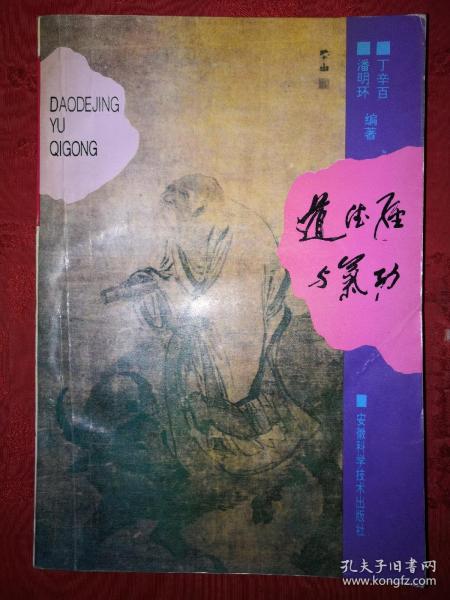 DAODEJING
YU
QIGONG
丁辛百
潘明环
编著
道德经
与氣功
安徽科学技术出版社
孔夫子旧书网
www.kongfz.com